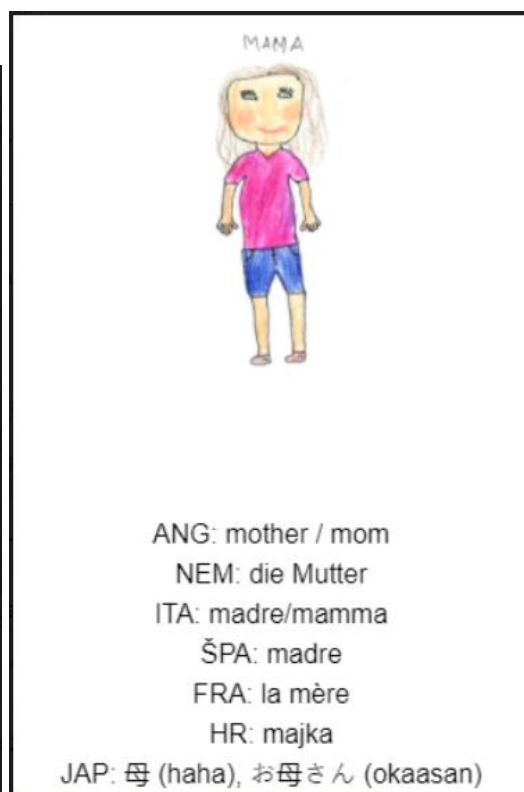 MAMA
ANG: mother / mom
NEM: die Mutter
ITA: madre/mamma
ŠPA: madre
FRA: la mère
HR: majka
JAP: 母 (haha), お母さん (okaasan)